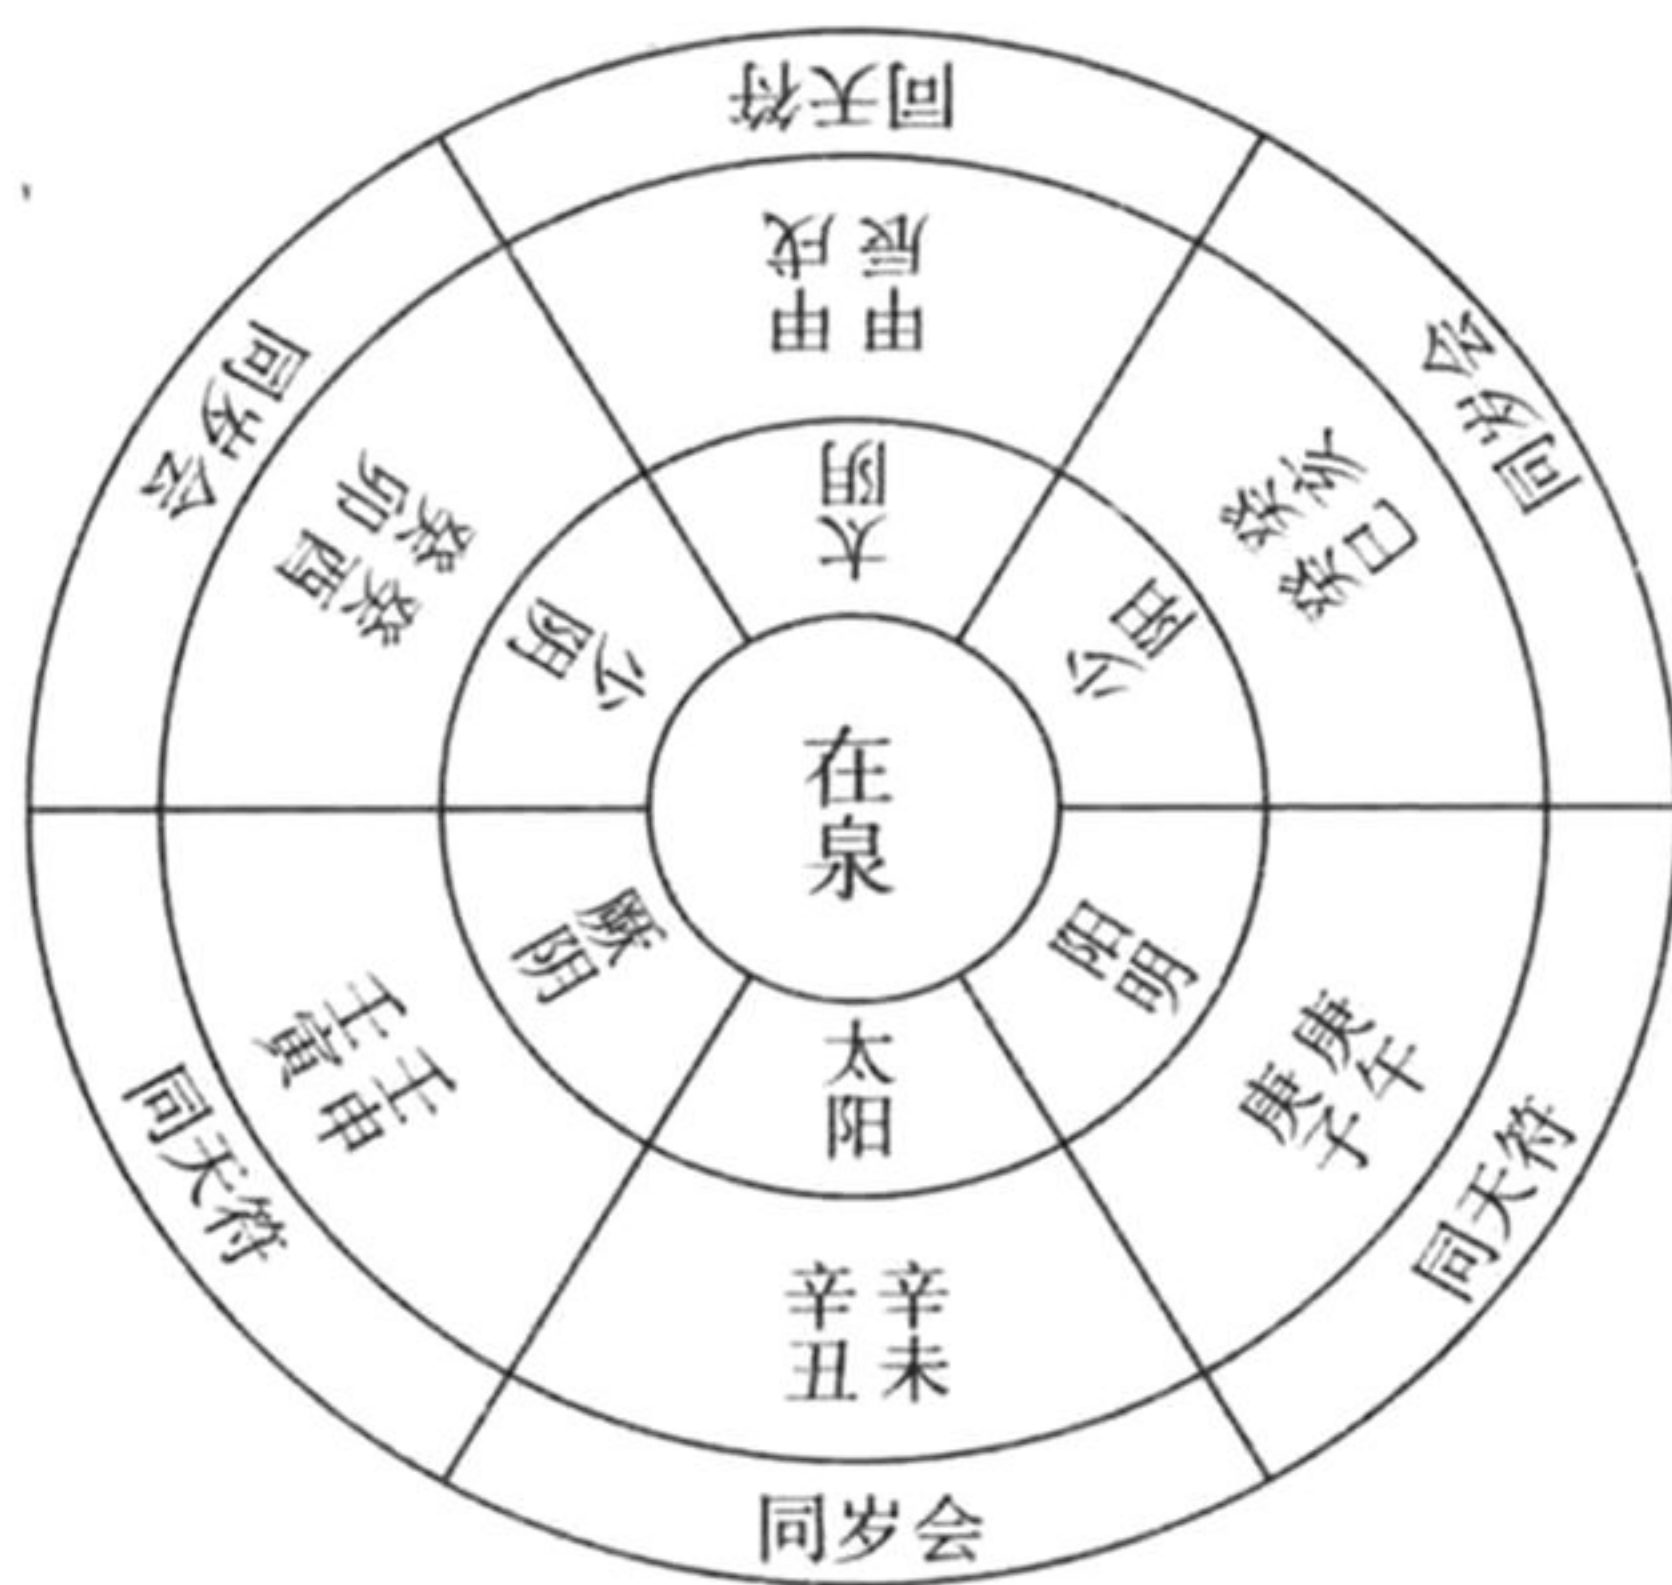 在泉
太阴
甲辰 甲戌
同天符
少阳
癸巳 癸亥
同岁会
阳明
庚子 庚午
同天符
太阳
辛丑 辛未
同岁会
厥阴
壬寅 壬申
同天符
少阴
癸卯 癸酉
同岁会